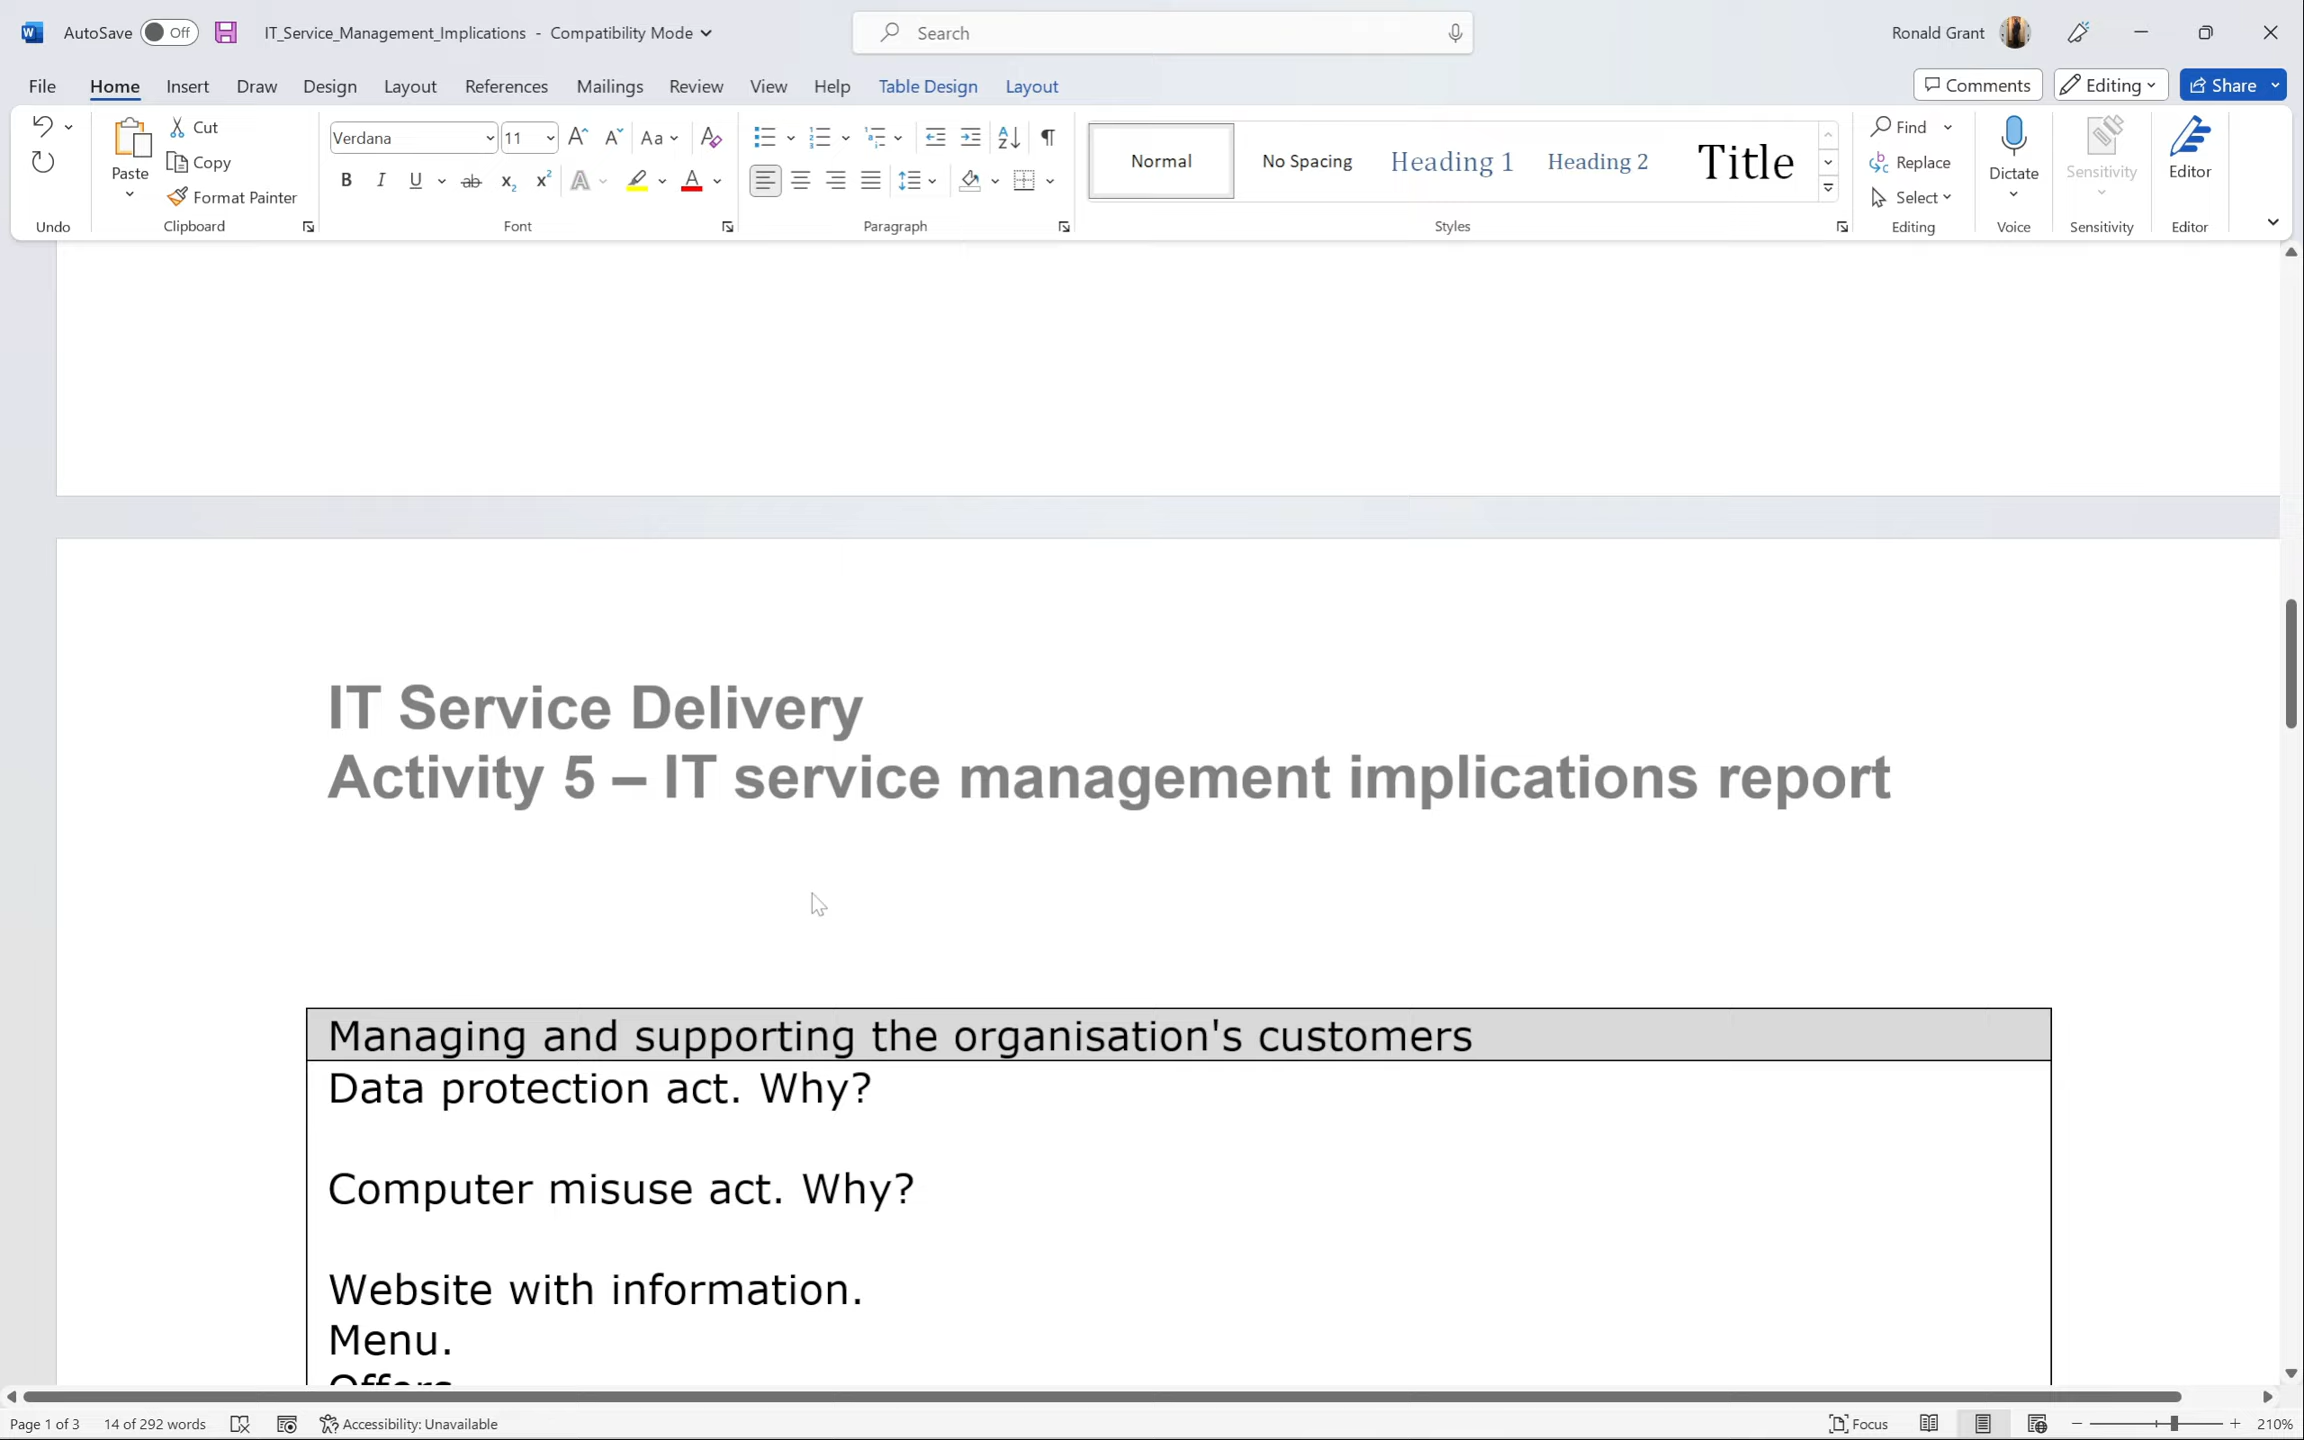 AutoSave Off IT_Service_Management_Implications - Compatibility Mode Search Ronald Grant
File Home Insert Draw Design Layout References Mailings Review View Help Table Design Layout Comments Editing Share
Paste Cut Copy Format Painter
Verdana 11 Aa
Normal No Spacing Heading 1 Heading 2 Title
Find Replace Select Dictate Sensitivity Editor
Undo Clipboard Font Paragraph Styles Editing Voice Sensitivity Editor
IT Service Delivery
Activity 5 – IT service management implications report
Managing and supporting the organisation's customers
Data protection act. Why?
Computer misuse act. Why?
Website with information.
Menu.
Offers
Page 1 of 3 14 of 292 words Accessibility: Unavailable Focus 210%